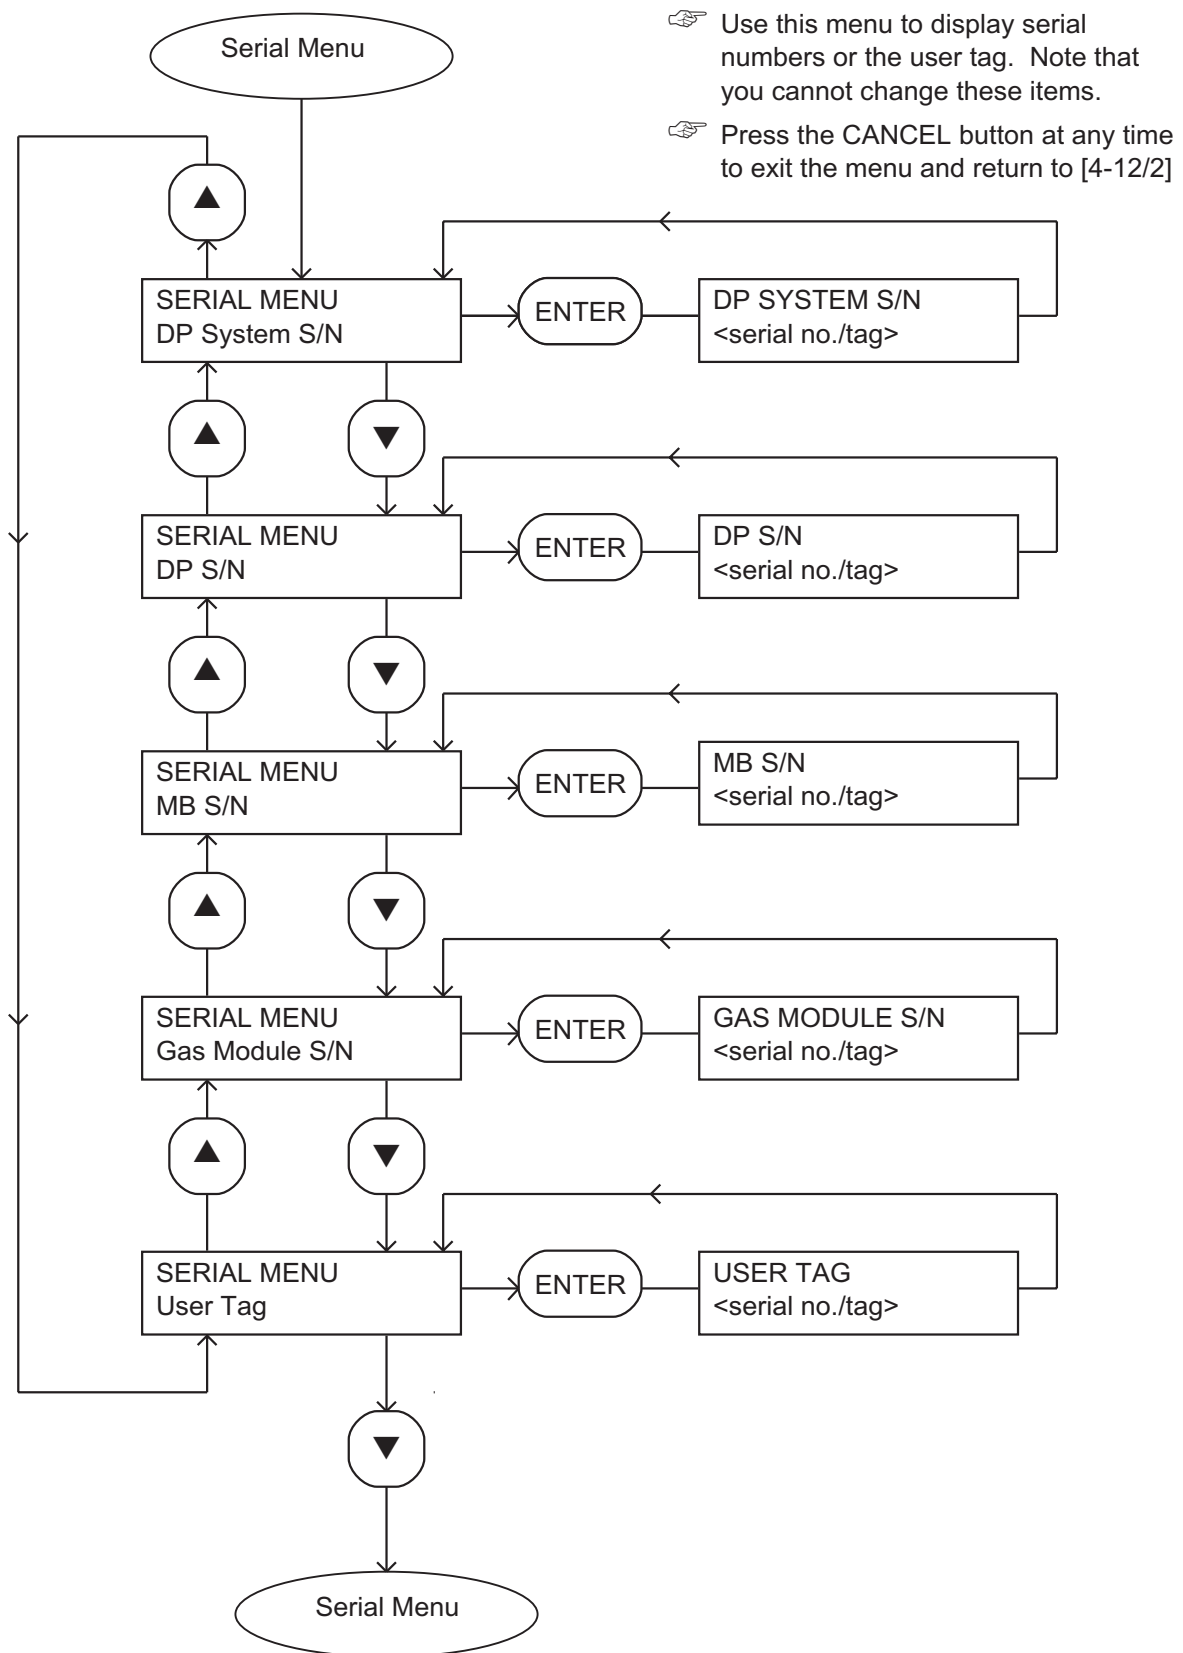 Serial Menu
☞ Use this menu to display serial
numbers or the user tag.  Note that
you cannot change these items.
☞ Press the CANCEL button at any time
to exit the menu and return to [4-12/2]
▲
SERIAL MENU
DP System S/N
ENTER
DP SYSTEM S/N
<serial no./tag>
▲
▼
SERIAL MENU
DP S/N
ENTER
DP S/N
<serial no./tag>
▲
▼
SERIAL MENU
MB S/N
ENTER
MB S/N
<serial no./tag>
▲
▼
SERIAL MENU
Gas Module S/N
ENTER
GAS MODULE S/N
<serial no./tag>
▲
▼
SERIAL MENU
User Tag
ENTER
USER TAG
<serial no./tag>
▼
Serial Menu